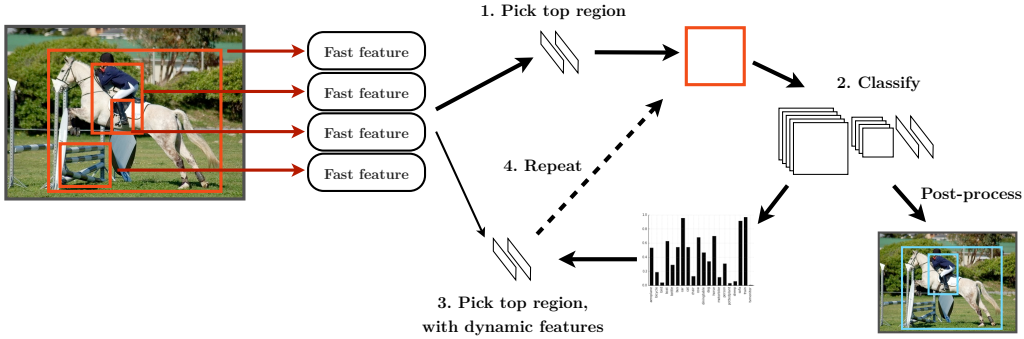 1. Pick top region
Fast feature
Fast feature
Fast feature
Fast feature
2. Classify
4. Repeat
Post-process
3. Pick top region,
with dynamic features